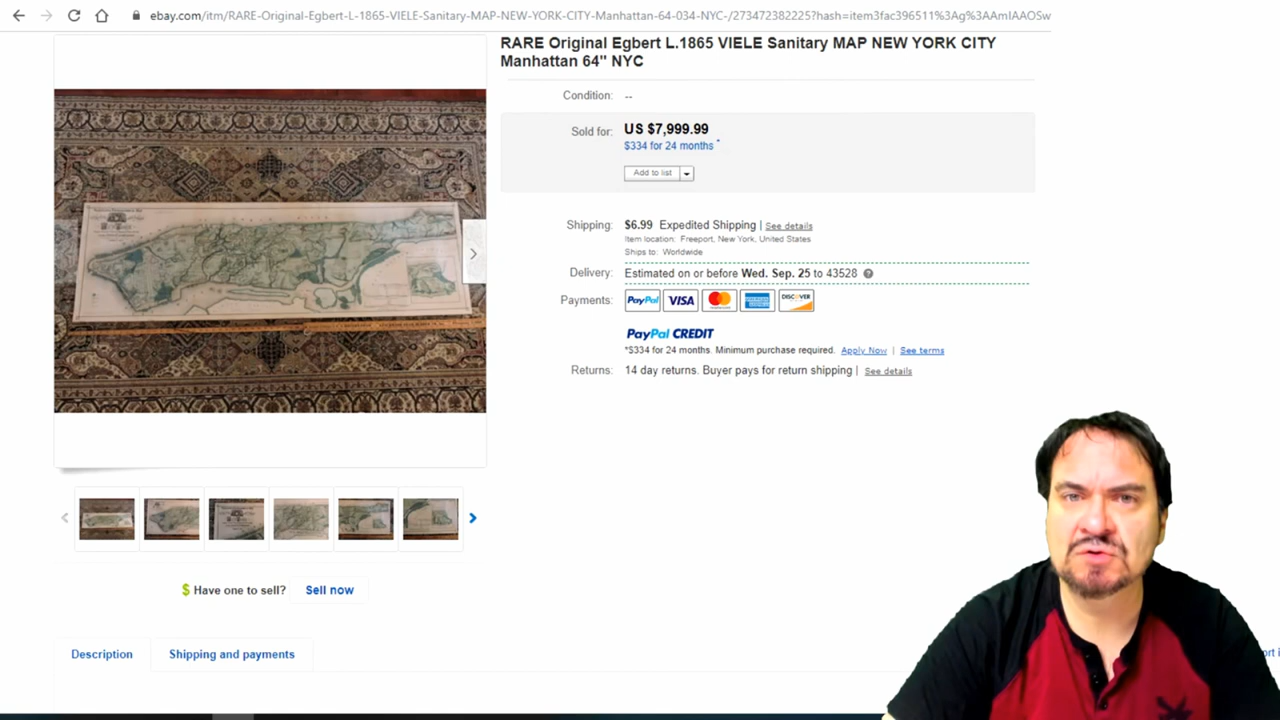 ebay.com/itm/RARE-Original-Egbert-L-1865-VIELE-Sanitary-MAP-NEW-YORK-CITY-Manhattan-64-034-NYC-/273472382225?hash=item3fac396511%3Ag%3AAmIAAOSw
RARE Original Egbert L.1865 VIELE Sanitary MAP NEW YORK CITY
Manhattan 64" NYC
Condition: --
Sold for: US $7,999.99
$334 for 24 months *
Add to list
Shipping: $6.99 Expedited Shipping | See details
Item location: Freeport, New York, United States
Ships to: Worldwide
Delivery: Estimated on or before Wed. Sep. 25 to 43528 ?
Payments: PayPal VISA MasterCard DISCOVER
PayPal CREDIT
*$334 for 24 months. Minimum purchase required. Apply Now | See terms
Returns: 14 day returns. Buyer pays for return shipping | See details
$ Have one to sell? Sell now
Description Shipping and payments